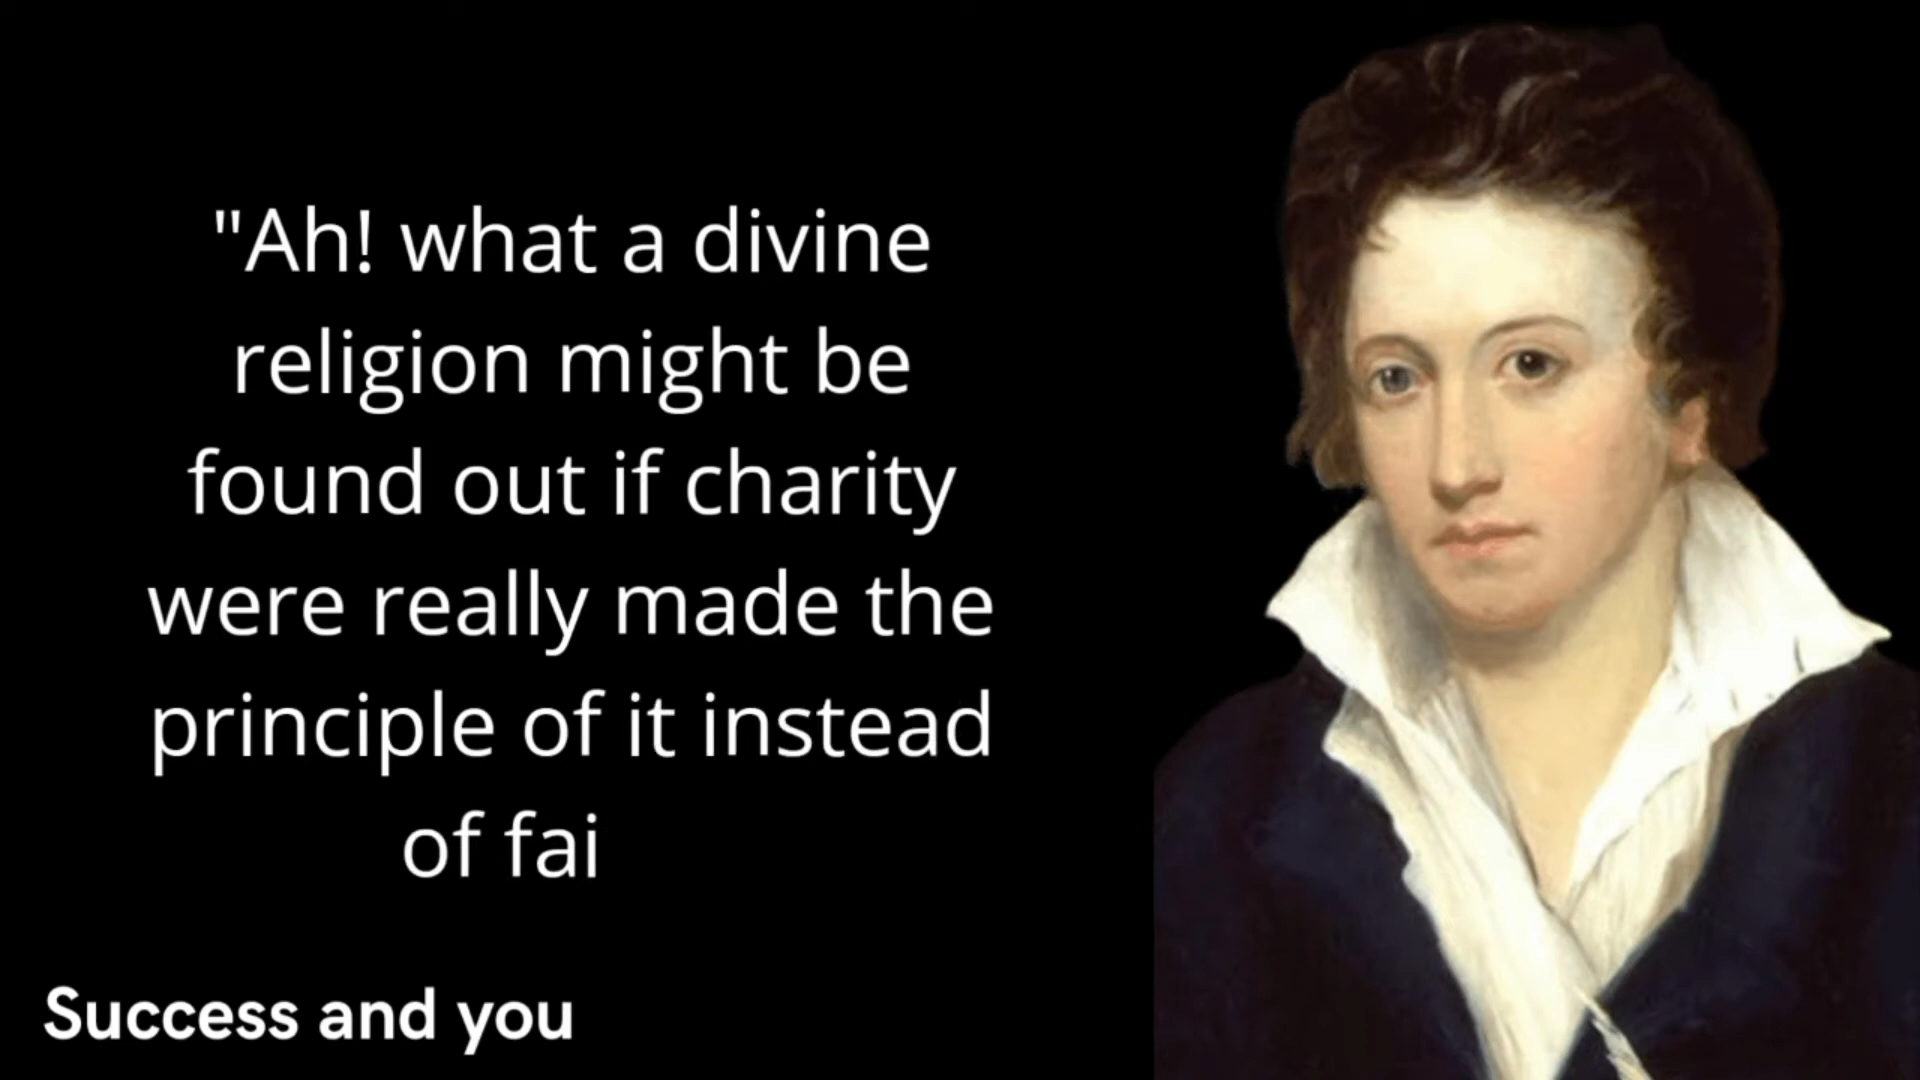 "Ah! what a divine
religion might be
found out if charity
were really made the
principle of it instead
of fai
Success and you